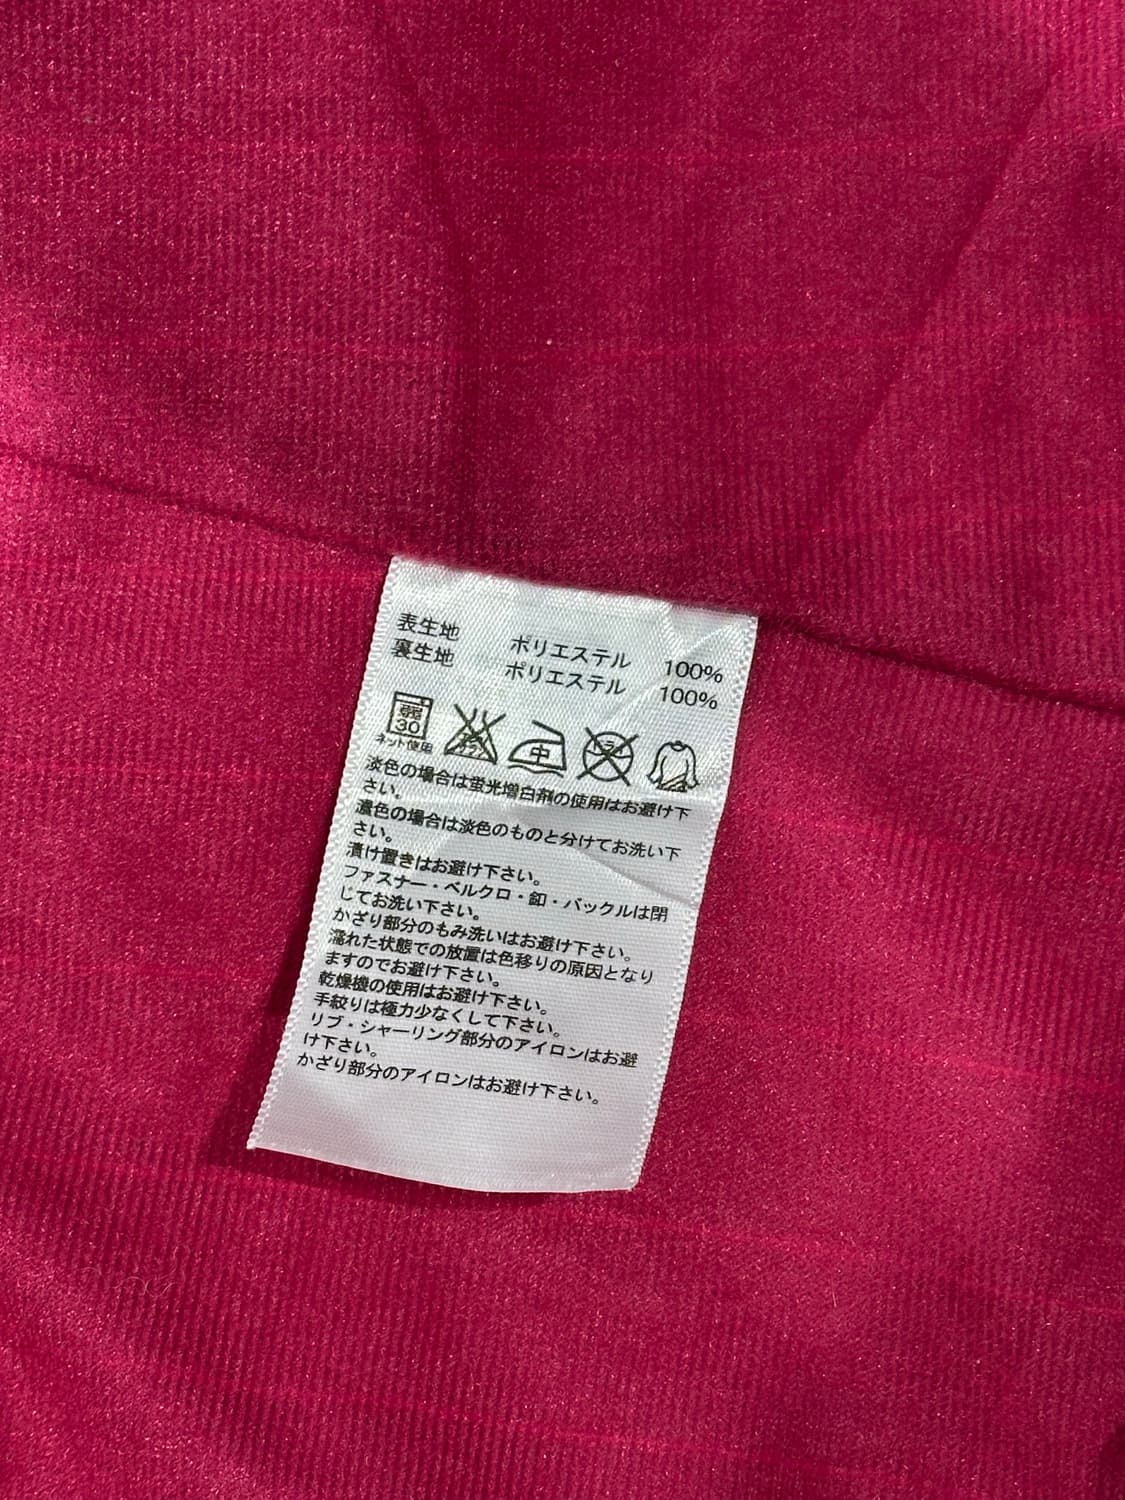 表生地 ポリエステル 100%
裏生地 ポリエステル 100%
弱
30
ネット使用
エンソ
サラシ
中
ドライ
淡色の場合は蛍光増白剤の使用はお避け下
さい。
濃色の場合は淡色のものと分けてお洗い下
さい。
漬け置きはお避け下さい。
ファスナー・ベルクロ・釦・バックルは閉
じてお洗い下さい。
かざり部分のもみ洗いはお避け下さい。
濡れた状態での放置は色移りの原因となり
ますのでお避け下さい。
乾燥機の使用はお避け下さい。
手絞りは極力少なくして下さい。
リブ・シャーリング部分のアイロンはお避
け下さい。
かざり部分のアイロンはお避け下さい。